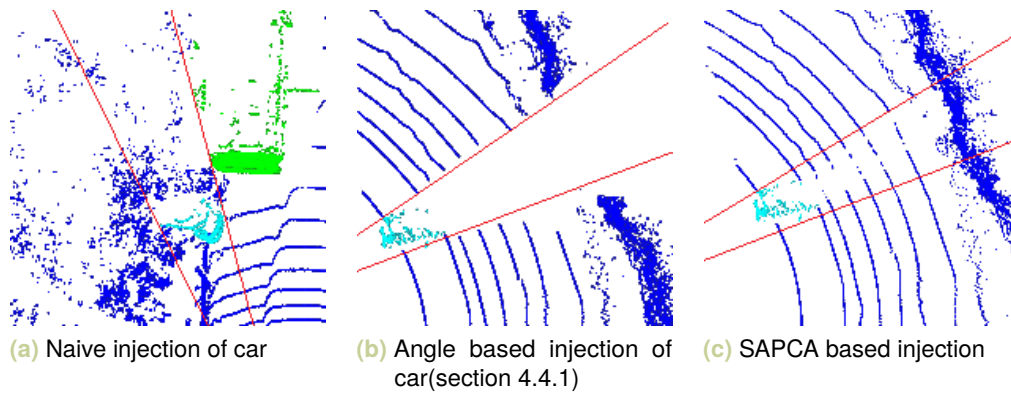 (a) Naive injection of car
(b) Angle based injection of
car(section 4.4.1)
(c) SAPCA based injection